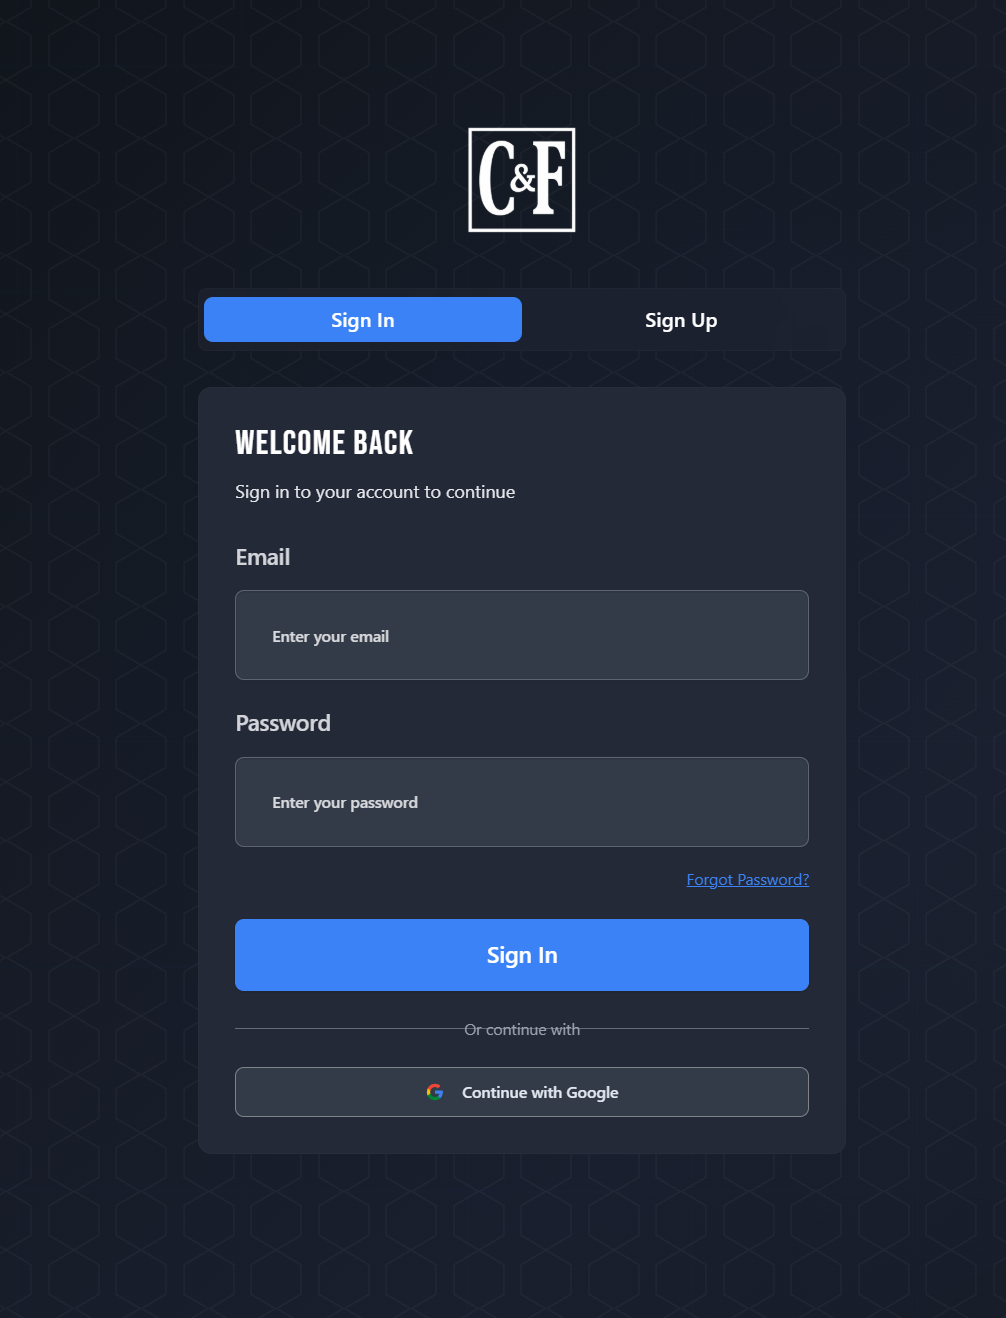 C&F
Sign In
Sign Up
WELCOME BACK
Sign in to your account to continue
Email
Enter your email
Password
Enter your password
Forgot Password?
Sign In
Or continue with
Continue with Google